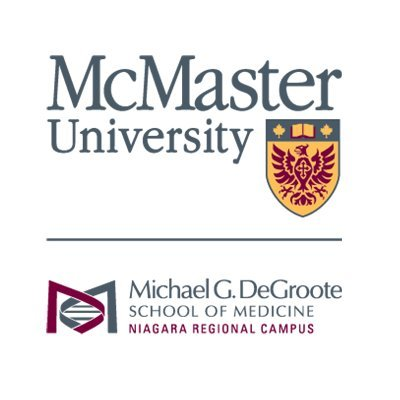 McMaster
University
Michael G. DeGroote
SCHOOL OF MEDICINE
NIAGARA REGIONAL CAMPUS